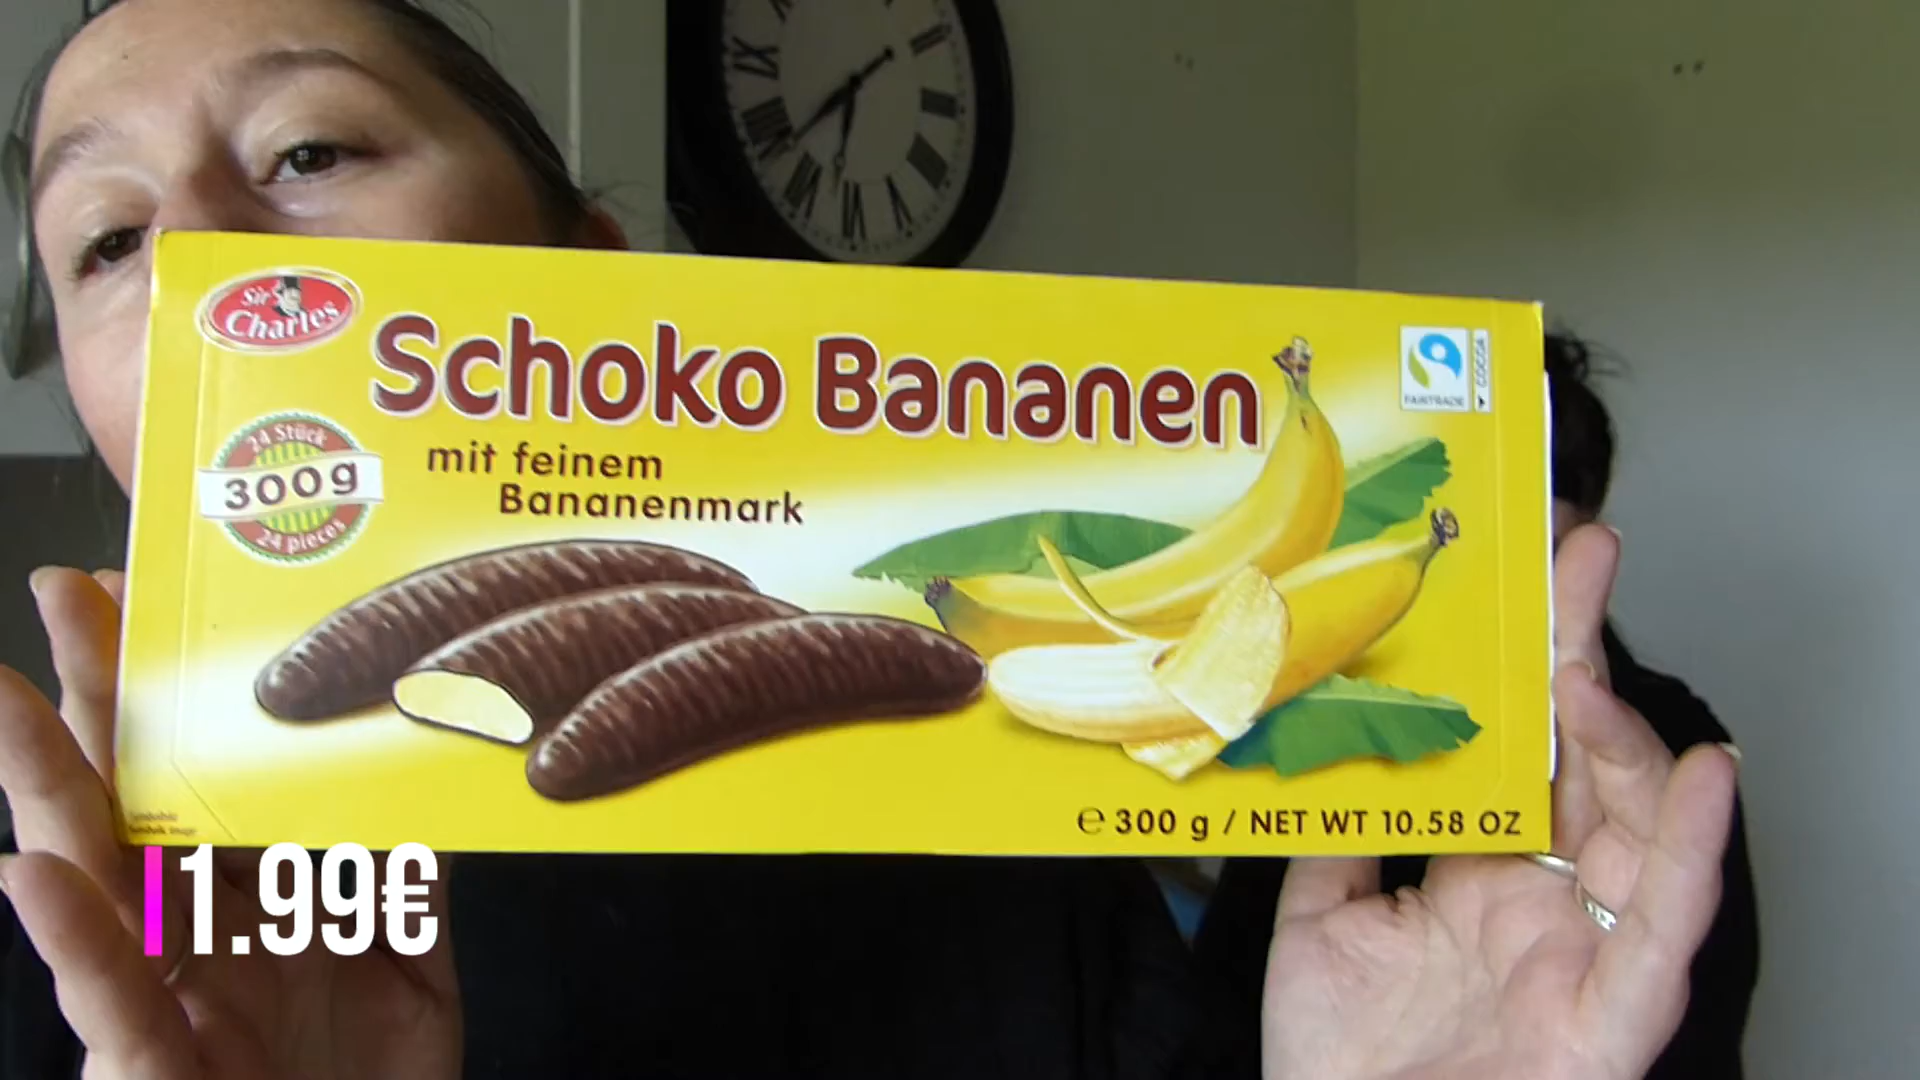 Sir
Charles
Schoko Bananen
mit feinem
Bananenmark
24 Stück
300g
24 pieces
FAIRTRADE
COCOA
℮ 300 g / NET WT 10.58 OZ
1.99€